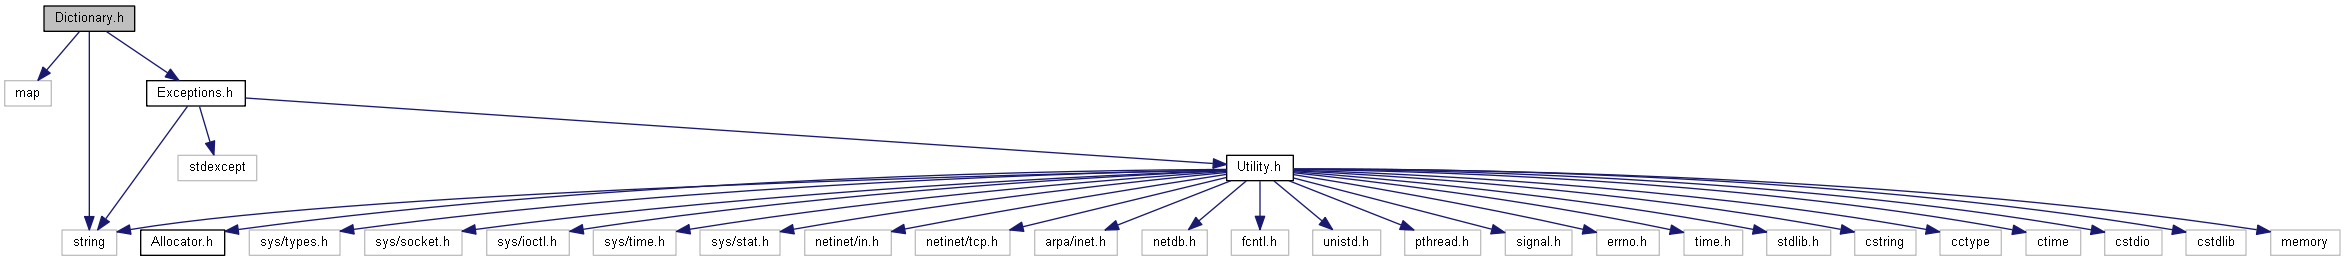 Dictionary.h
map
Exceptions.h
stdexcept
Utility.h
string
Allocator.h
sys/types.h
sys/socket.h
sys/ioctl.h
sys/time.h
sys/stat.h
netinet/in.h
netinet/tcp.h
arpa/inet.h
netdb.h
fcntl.h
unistd.h
pthread.h
signal.h
errno.h
time.h
stdlib.h
cstring
cctype
ctime
cstdio
cstdlib
memory